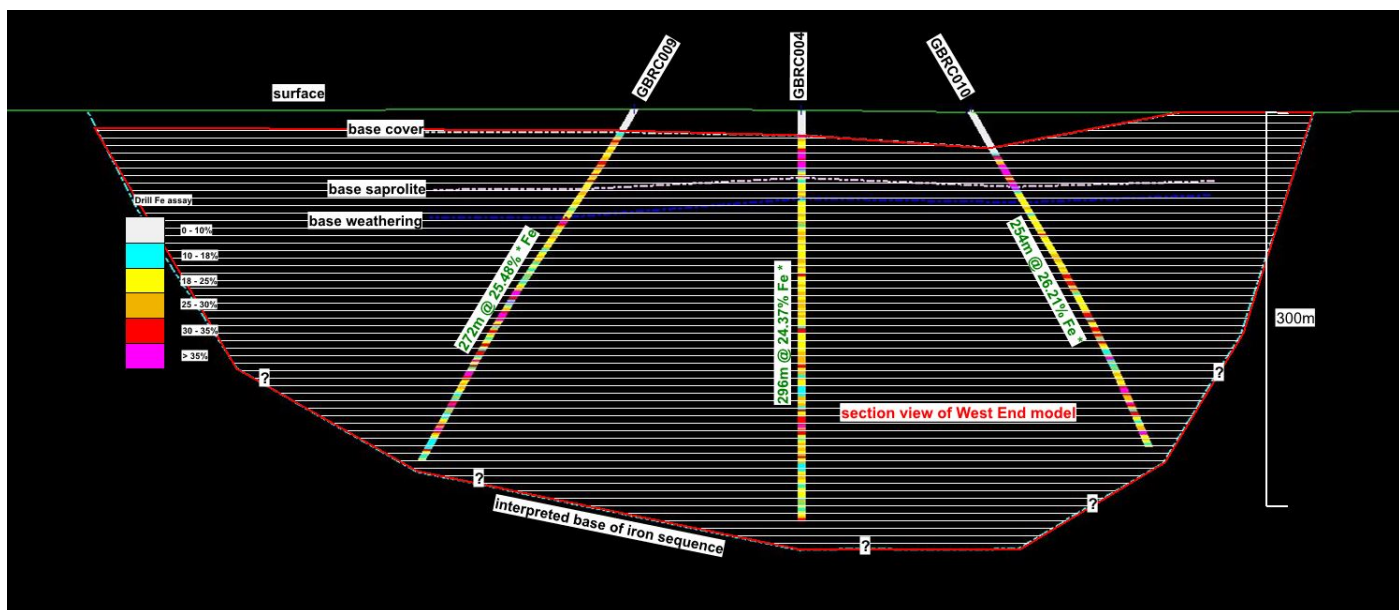 GBRC009
GBRC004
GBRC010
surface
base cover
base saprolite
Drill Fe assay
base weathering
0 - 10%
10 - 18%
18 - 25%
25 - 30%
30 - 35%
> 35%
272m @ 25.48% * Fe
296m @ 24.37% Fe *
254m @ 26.21% Fe *
300m
?
?
section view of West End model
?
?
?
interpreted base of iron sequence